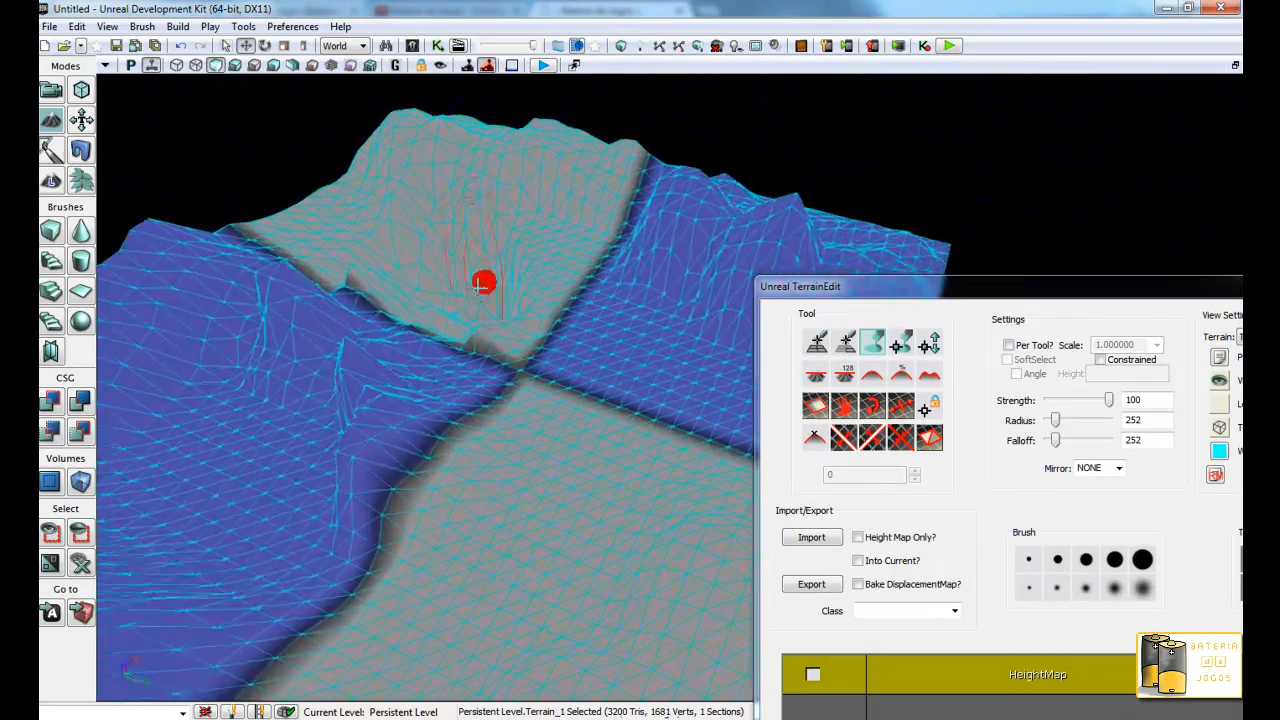 Untitled - Unreal Development Kit (64-bit, DX11)
File Edit View Brush Build Play Tools Preferences Help
World
Modes
P
G
Brushes
CSG
Volumes
Select
Go to
Unreal TerrainEdit
Tool
Settings
View Setti
Per Tool? Scale: 1.000000
Terrain:
SoftSelect Constrained
Angle Height
128
%
Strength: 100
Radius: 252
Falloff: 252
Mirror: NONE
0
Import/Export
Import Height Map Only?
Into Current?
Export Bake DisplacementMap?
Class
Brush
HeightMap
BATERIA
de
JOGOS
Current Level: Persistent Level Persistent Level.Terrain_1 Selected (3200 Tris, 1681 Verts, 1 Sections)